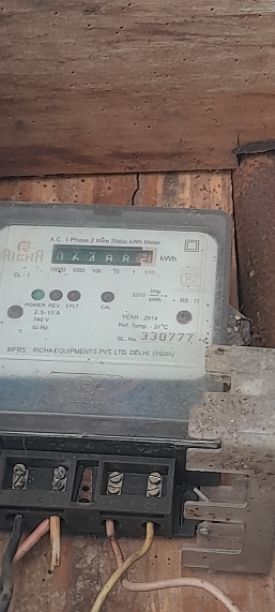 RICHA
A.C. 1 Phase 2 Wire Static kWh Meter
kWh
10000 1000 100 10 1 1/10
CL-1
3200 imp/kWh
POWER REV E/LT CAL
2.5-10 A
240 V
50 Hz
YEAR : 2014
Ref. Temp. - 27°C
SL. No. 330777
MFRS : RICHA EQUIPMENTS PVT. LTD. DELHI, (INDIA)